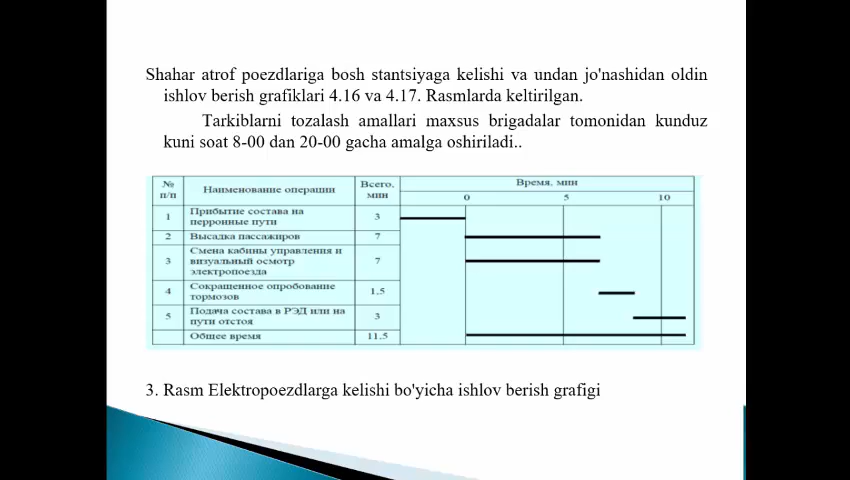 Shahar atrof poezdlariga bosh stantsiyaga kelishi va undan jo'nashidan oldin
ishlov berish grafiklari 4.16 va 4.17. Rasmlarda keltirilgan.
Tarkiblarni tozalash amallari maxsus brigadalar tomonidan kunduz
kuni soat 8-00 dan 20-00 gacha amalga oshiriladi..
№ п/п Наименование операции Всего, мин Время, мин
0 5 10
1 Прибытие состава на перронные пути 3
2 Высадка пассажиров 7
3 Смена кабины управления и визуальный осмотр электропоезда 7
4 Сокращенное опробование тормозов 1.5
5 Подача состава в РЭД или на пути отстоя 3
Общее время 11.5
3. Rasm Elektropoezdlarga kelishi bo'yicha ishlov berish grafigi